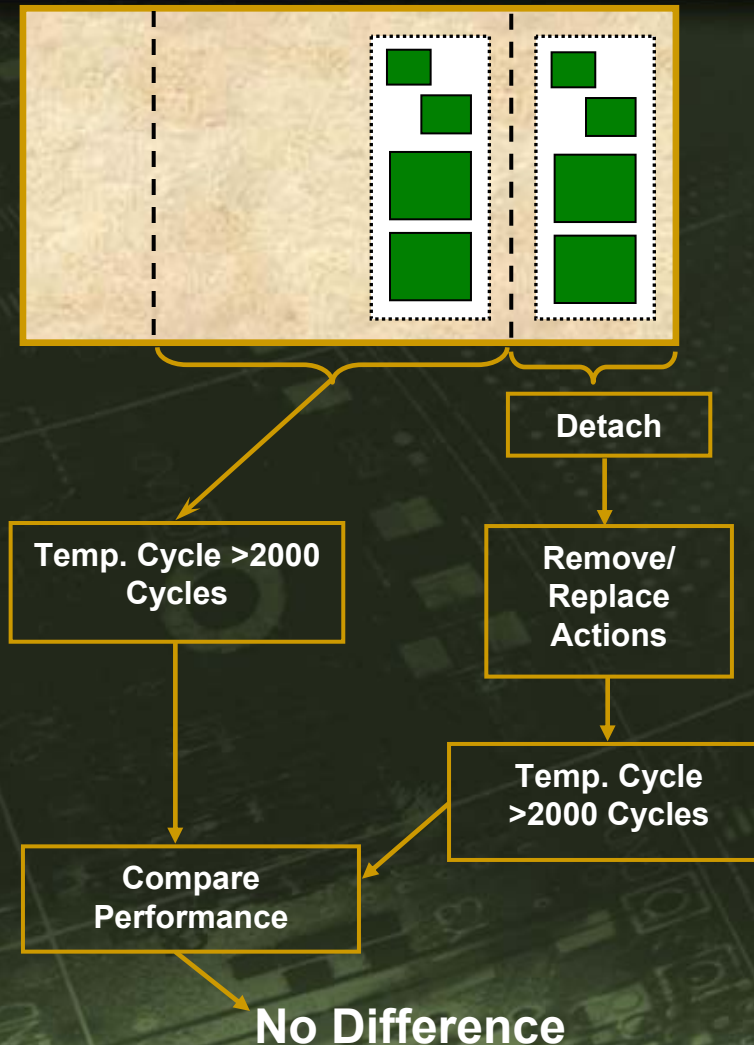 Detach
Temp. Cycle >2000
Cycles
Remove/
Replace
Actions
Temp. Cycle
>2000 Cycles
Compare
Performance
No Difference